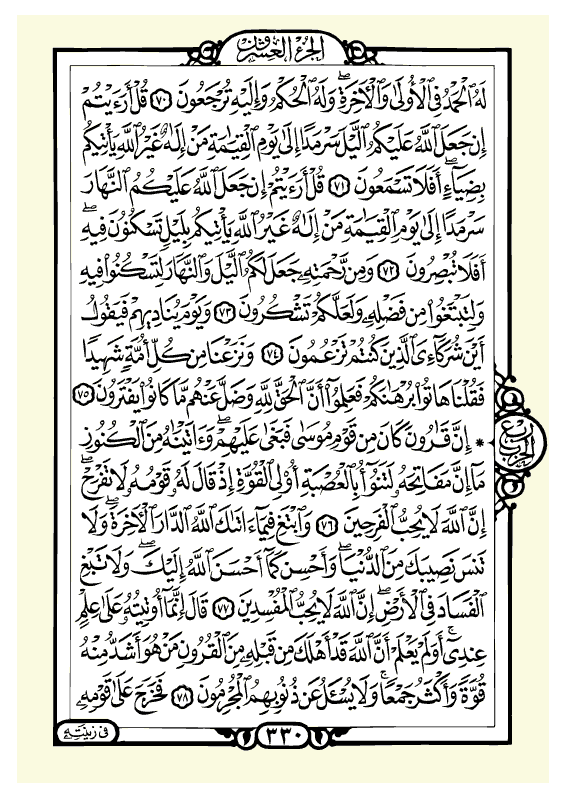 الجزء العشرون
لَهُ ٱلْحَمْدُ فِى ٱلْأُولَىٰ وَٱلْأَخِرَةِ ۖ وَلَهُ ٱلْحُكْمُ وَإِلَيْهِ تُرْجَعُونَ ٧٠ قُلْ أَرَءَيْتُمْ
إِن جَعَلَ ٱللَّهُ عَلَيْكُمُ ٱلَّيْلَ سَرْمَدًا إِلَىٰ يَوْمِ ٱلْقِيَٰمَةِ مَنْ إِلَٰهٌ غَيْرُ ٱللَّهِ يَأْتِيكُم
بِضِيَآءٍ ۖ أَفَلَا تَسْمَعُونَ ٧١ قُلْ أَرَءَيْتُمْ إِن جَعَلَ ٱللَّهُ عَلَيْكُمُ ٱلنَّهَارَ
سَرْمَدًا إِلَىٰ يَوْمِ ٱلْقِيَٰمَةِ مَنْ إِلَٰهٌ غَيْرُ ٱللَّهِ يَأْتِيكُم بِلَيْلٍ تَسْكُنُونَ فِيهِ ۖ
أَفَلَا تُبْصِرُونَ ٧٢ وَمِن رَّحْمَتِهِۦ جَعَلَ لَكُمُ ٱلَّيْلَ وَٱلنَّهَارَ لِتَسْكُنُوا۟ فِيهِ
وَلِتَبْتَغُوا۟ مِن فَضْلِهِۦ وَلَعَلَّكُمْ تَشْكُرُونَ ٧٣ وَيَوْمَ يُنَادِيهِمْ فَيَقُولُ
أَيْنَ شُرَكَآءِىَ ٱلَّذِينَ كُنتُمْ تَزْعُمُونَ ٧٤ وَنَزَعْنَا مِن كُلِّ أُمَّةٍ شَهِيدًا
فَقُلْنَا هَاتُوا۟ بُرْهَٰنَكُمْ فَعَلِمُوٓا۟ أَنَّ ٱلْحَقَّ لِلَّهِ وَضَلَّ عَنْهُم مَّا كَانُوا۟ يَفْتَرُونَ ٧٥
* إِنَّ قَٰرُونَ كَانَ مِن قَوْمِ مُوسَىٰ فَبَغَىٰ عَلَيْهِمْ ۖ وَءَاتَيْنَٰهُ مِنَ ٱلْكُنُوزِ
مَآ إِنَّ مَفَاتِحَهُۥ لَتَنُوٓأُ بِٱلْعُصْبَةِ أُو۟لِى ٱلْقُوَّةِ إِذْ قَالَ لَهُۥ قَوْمُهُۥ لَا تَفْرَحْ ۖ
إِنَّ ٱللَّهَ لَا يُحِبُّ ٱلْفَرِحِينَ ٧٦ وَٱبْتَغِ فِيمَآ ءَاتَىٰكَ ٱللَّهُ ٱلدَّارَ ٱلْأَخِرَةَ ۖ وَلَا
تَنسَ نَصِيبَكَ مِنَ ٱلدُّنْيَا ۖ وَأَحْسِن كَمَآ أَحْسَنَ ٱللَّهُ إِلَيْكَ ۖ وَلَا تَبْغِ
ٱلْفَسَادَ فِى ٱلْأَرْضِ ۖ إِنَّ ٱللَّهَ لَا يُحِبُّ ٱلْمُفْسِدِينَ ٧٧ قَالَ إِنَّمَآ أُوتِيتُهُۥ عَلَىٰ عِلْمٍ
عِندِىٓ ۚ أَوَلَمْ يَعْلَمْ أَنَّ ٱللَّهَ قَدْ أَهْلَكَ مِن قَبْلِهِۦ مِنَ ٱلْقُرُونِ مَنْ هُوَ أَشَدُّ مِنْهُ
قُوَّةً وَأَكْثَرُ جَمْعًا ۚ وَلَا يُسْـَٔلُ عَن ذُنُوبِهِمُ ٱلْمُجْرِمُونَ ٧٨ فَخَرَجَ عَلَىٰ قَوْمِهِۦ
ربع الحزب
فى زينته
٣٣٠